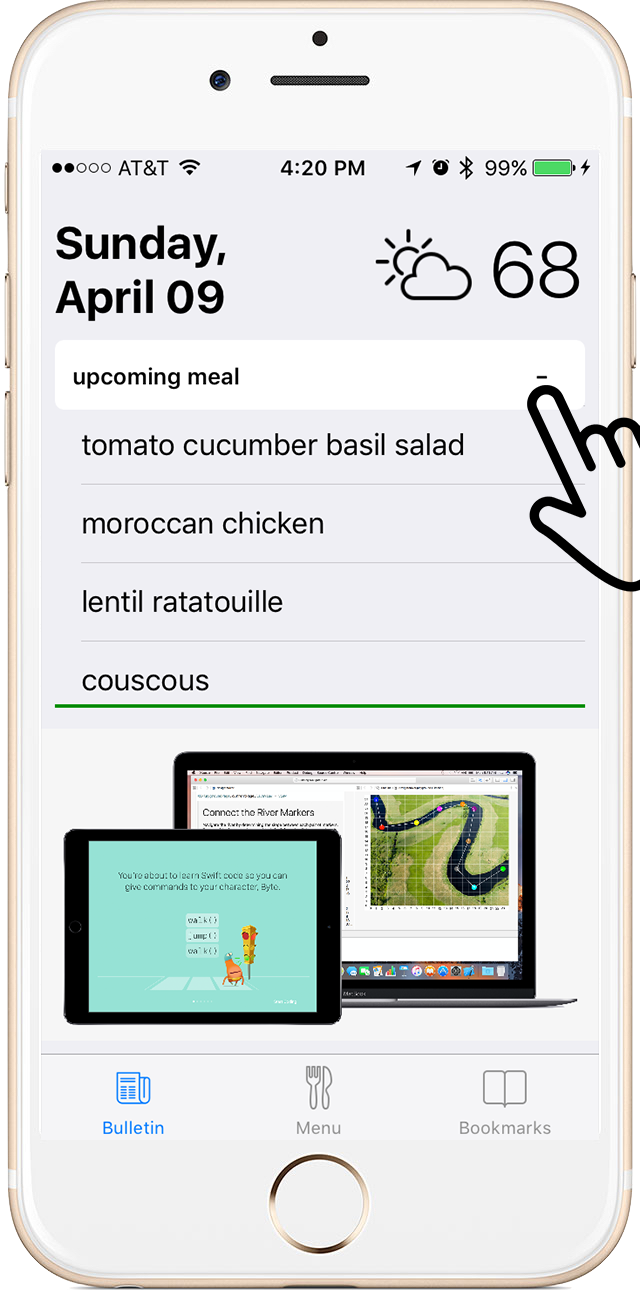 AT&T
4:20 PM
99%
Sunday,
April 09
68
upcoming meal
-
tomato cucumber basil salad
moroccan chicken
lentil ratatouille
couscous
Connect the River Markers
You're about to learn Swift code so you can
give commands to your character, Byte.
walk()
jump()
walk()
Bulletin
Menu
Bookmarks